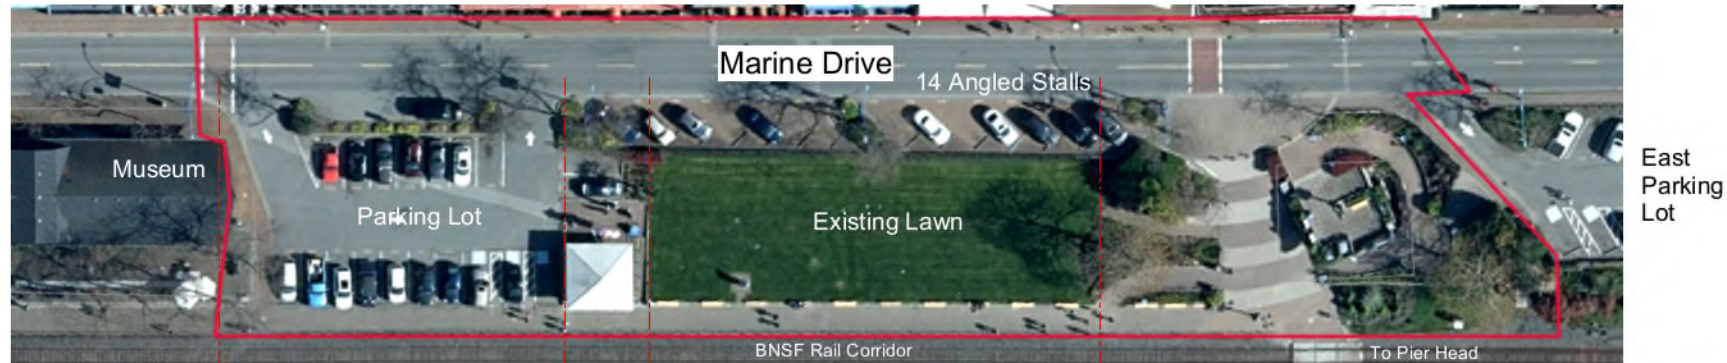 Marine Drive
14 Angled Stalls
Museum
Parking Lot
Existing Lawn
East
Parking
Lot
BNSF Rail Corridor
To Pier Head